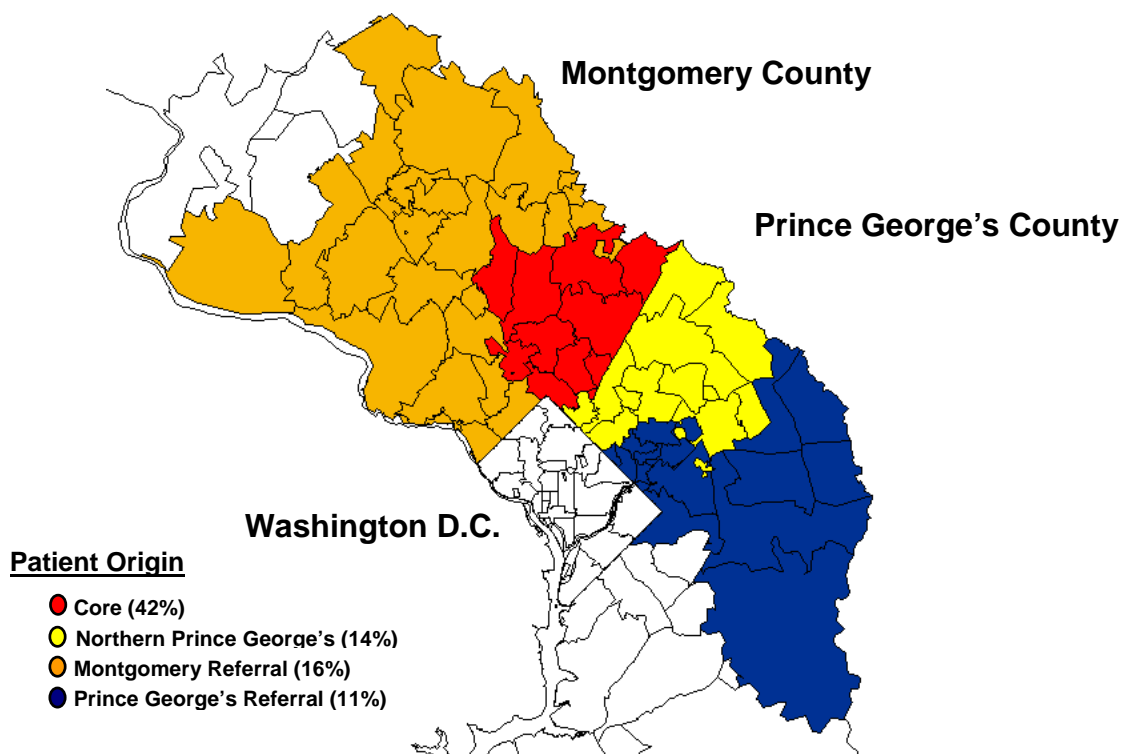 Montgomery County
Prince George's County
Washington D.C.
Patient Origin
Core (42%)
Northern Prince George's (14%)
Montgomery Referral (16%)
Prince George's Referral (11%)